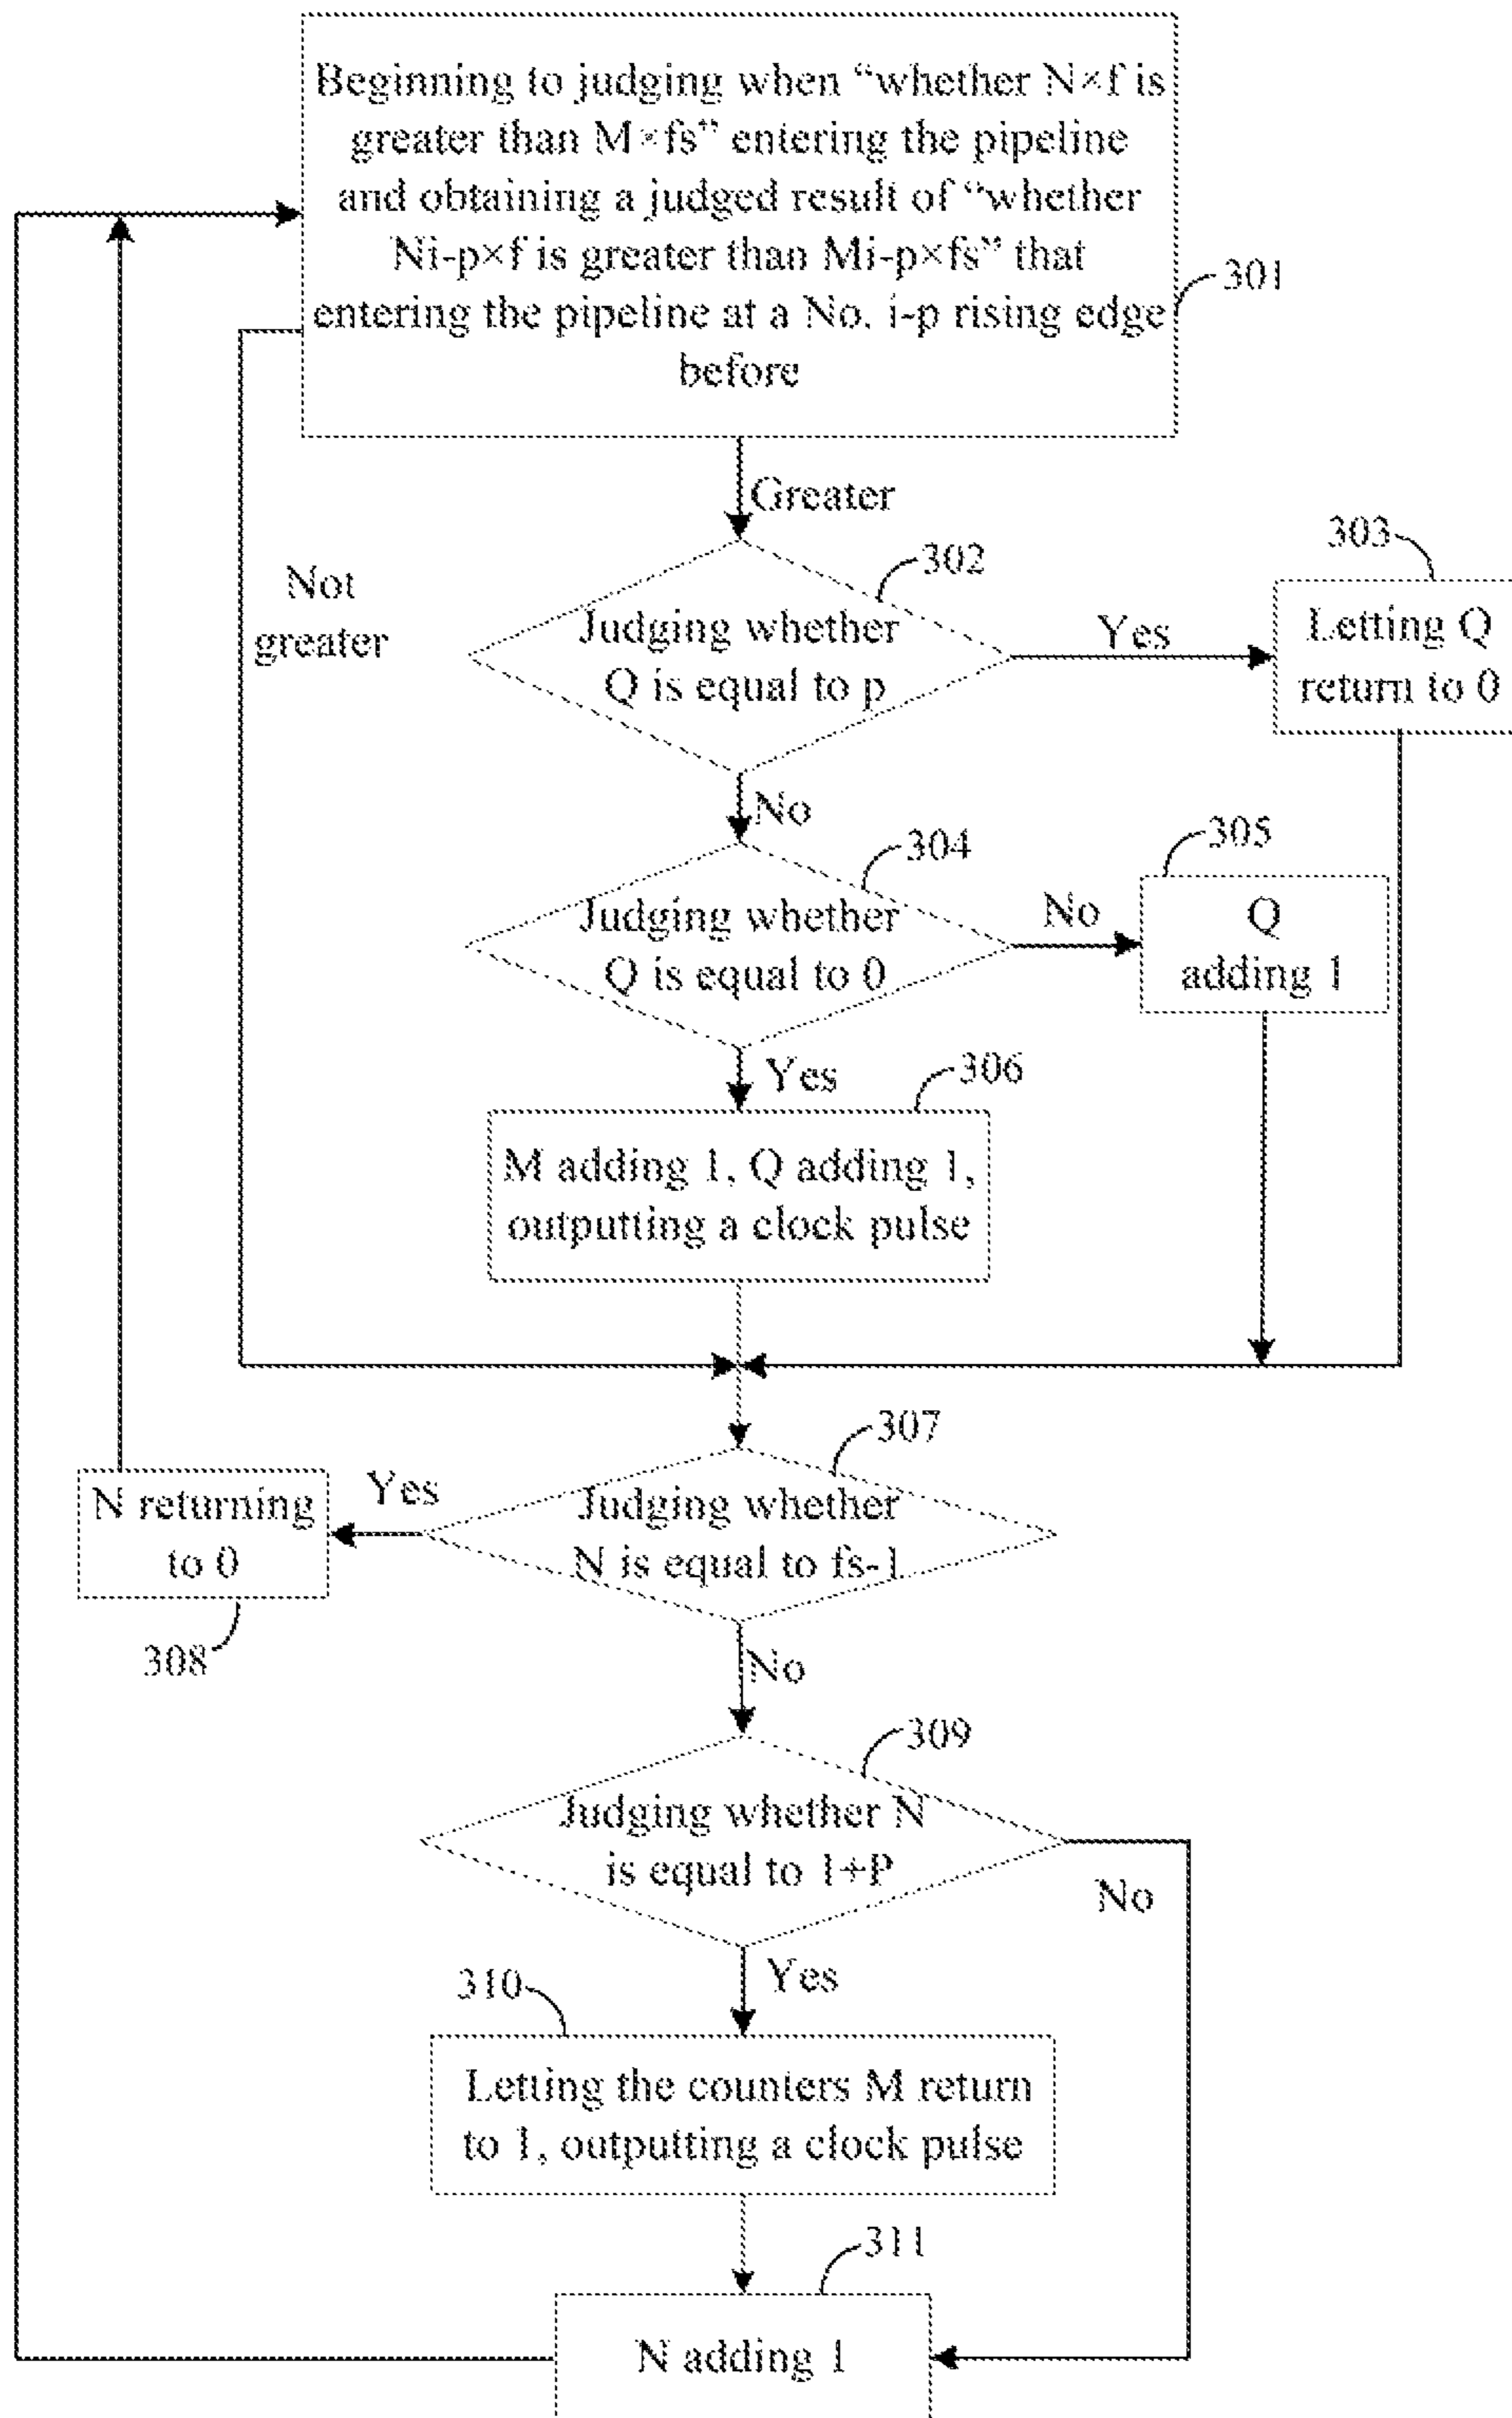 Beginning to judging when “whether N×f is
greater than M×fs” entering the pipeline
and obtaining a judged result of “whether
Ni-p×f is greater than Mi-p×fs” that
entering the pipeline at a No. i-p rising edge
before
301
Greater
Not
greater
302
Judging whether
Q is equal to p
Yes
303
Letting Q
return to 0
No
304
Judging whether
Q is equal to 0
No
305
Q
adding 1
Yes
306
M adding 1, Q adding 1,
outputting a clock pulse
307
Judging whether
N is equal to fs-1
Yes
N returning
to 0
308
No
309
Judging whether N
is equal to 1+P
No
Yes
310
Letting the counters M return
to 1, outputting a clock pulse
311
N adding 1